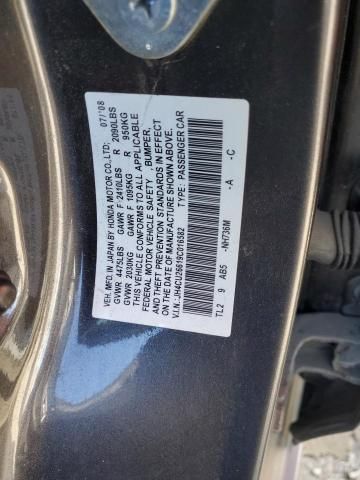 VEH. MFD. IN JAPAN BY HONDA MOTOR CO., LTD: 07/'08
GVWR 4475LBS GAWR F 2410LBS R 2090LBS
GVWR 2030KG GAWR F 1095KG R 950KG
THIS VEHICLE CONFORMS TO ALL APPLICABLE
FEDERAL MOTOR VEHICLE SAFETY , BUMPER,
AND THEFT PREVENTION STANDARDS IN EFFECT
ON THE DATE OF MANUFACTURE SHOWN ABOVE.
V.I.N.: JH4CU26619C016582 TYPE: PASSENGER CAR
TL2 9 ABS -NH736M -A -C